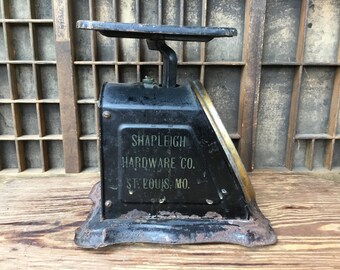 SHAPLEIGH
HARDWARE CO.
ST. LOUIS, MO.